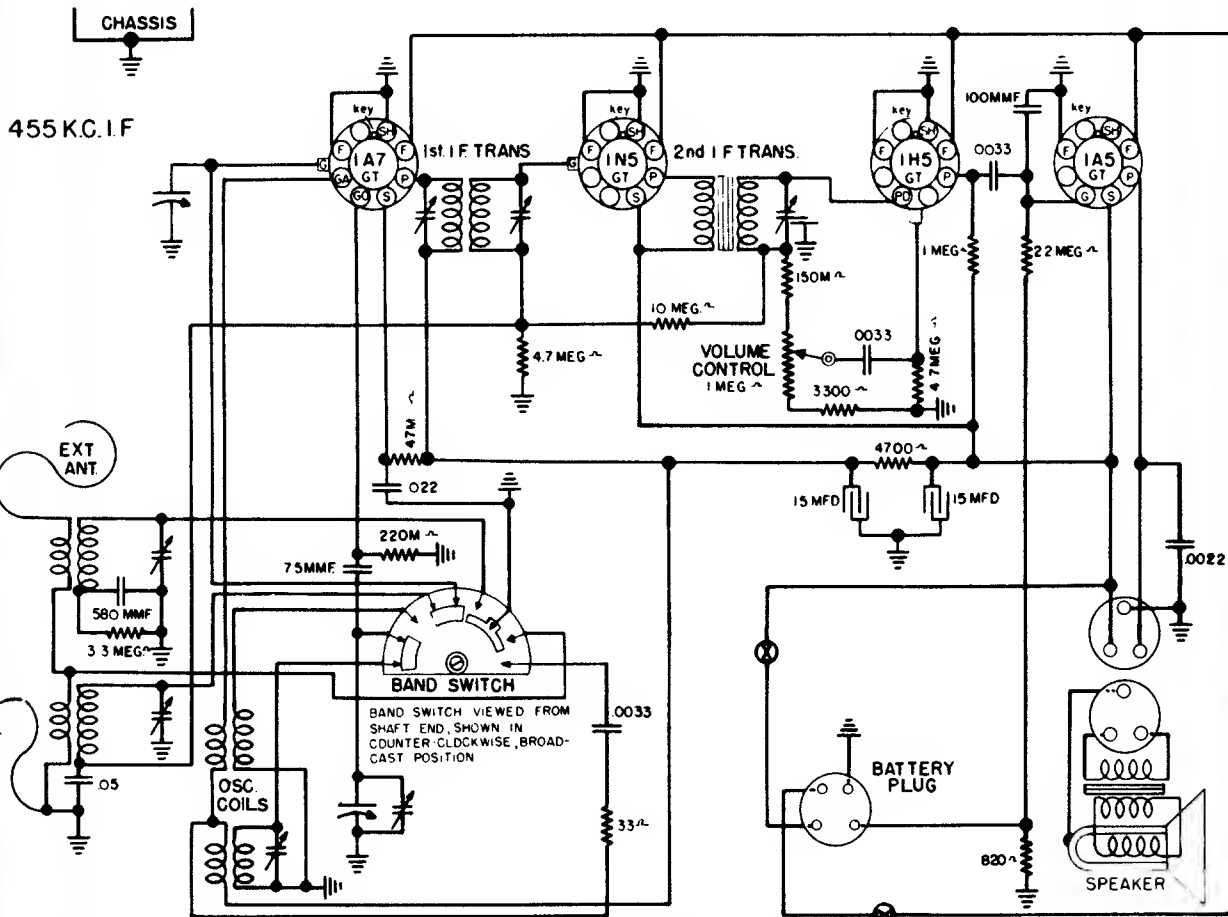 CHASSIS
455 K.C. I.F
key
SH
F
F
1A7
GT
G
GA
P
GO
S
1st. I.F. TRANS
key
SH
F
F
1N5
GT
G
P
S
2nd I F TRANS.
key
SH
F
F
1H5
GT
P
PD
100MMF
.0033
key
F
F
1A5
GT
P
G
S
1 MEG~
2.2 MEG~
150M~
10 MEG.~
4.7 MEG~
VOLUME
CONTROL
1 MEG~
.0033
4.7 MEG~
3300~
47M~
4700~
.022
15 MFD
15 MFD
EXT
ANT.
220M~
75MMF.
.0022
580 MMF
3.3 MEG~
BAND SWITCH
BAND SWITCH VIEWED FROM
SHAFT END, SHOWN IN
COUNTER-CLOCKWISE, BROAD-
CAST POSITION
.0033
.05
OSC.
COILS
BATTERY
PLUG
33~
820~
SPEAKER